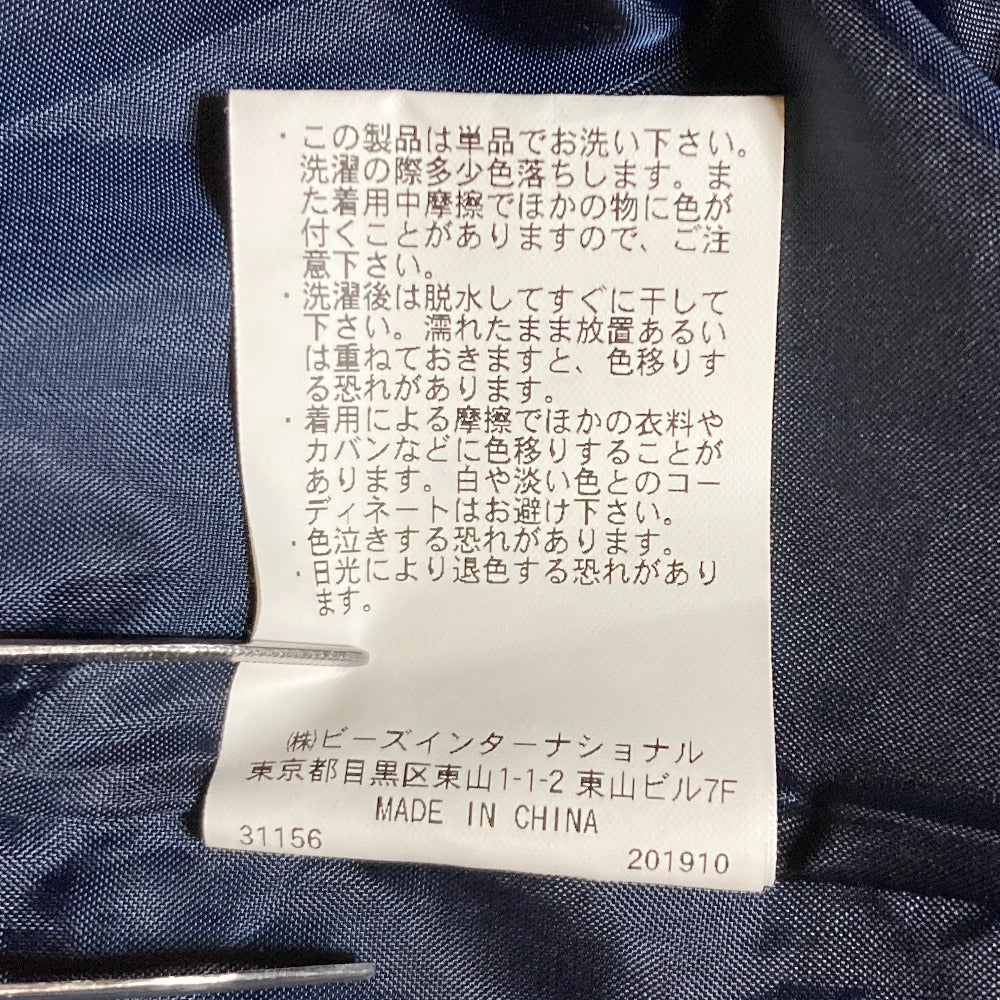 ・この製品は単品でお洗い下さい。
洗濯の際多少色落ちします。ま
た着用中摩擦でほかの物に色が
付くことがありますので、ご注
意下さい。
・洗濯後は脱水してすぐに干して
下さい。濡れたまま放置あるい
は重ねておきますと、色移りす
る恐れがあります。
・着用による摩擦でほかの衣料や
カバンなどに色移りすることが
あります。白や淡い色とのコー
ディネートはお避け下さい。
・色泣きする恐れがあります。
・日光により退色する恐れがあり
ます。
㈱ビーズインターナショナル
東京都目黒区東山1-1-2 東山ビル7F
MADE IN CHINA
31156 201910